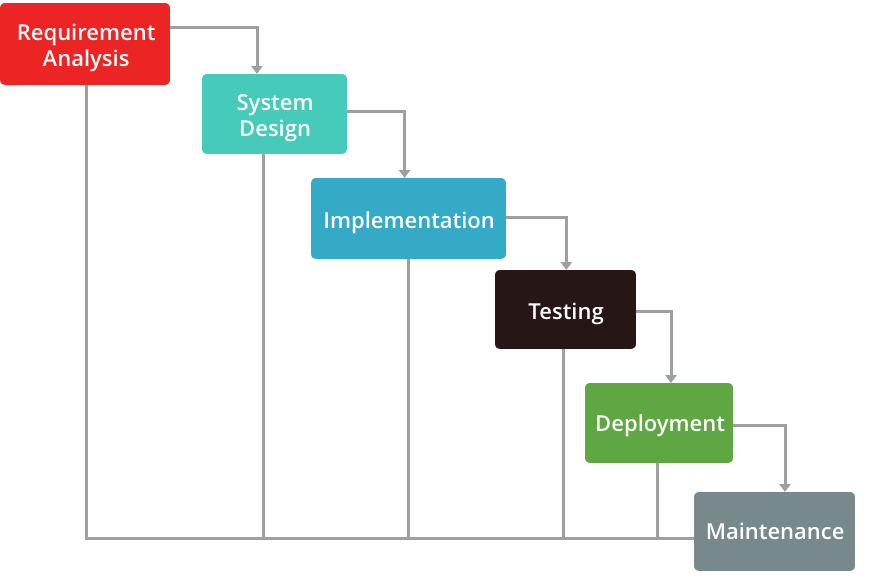 Requirement
Analysis
System
Design
Implementation
Testing
Deployment
Maintenance